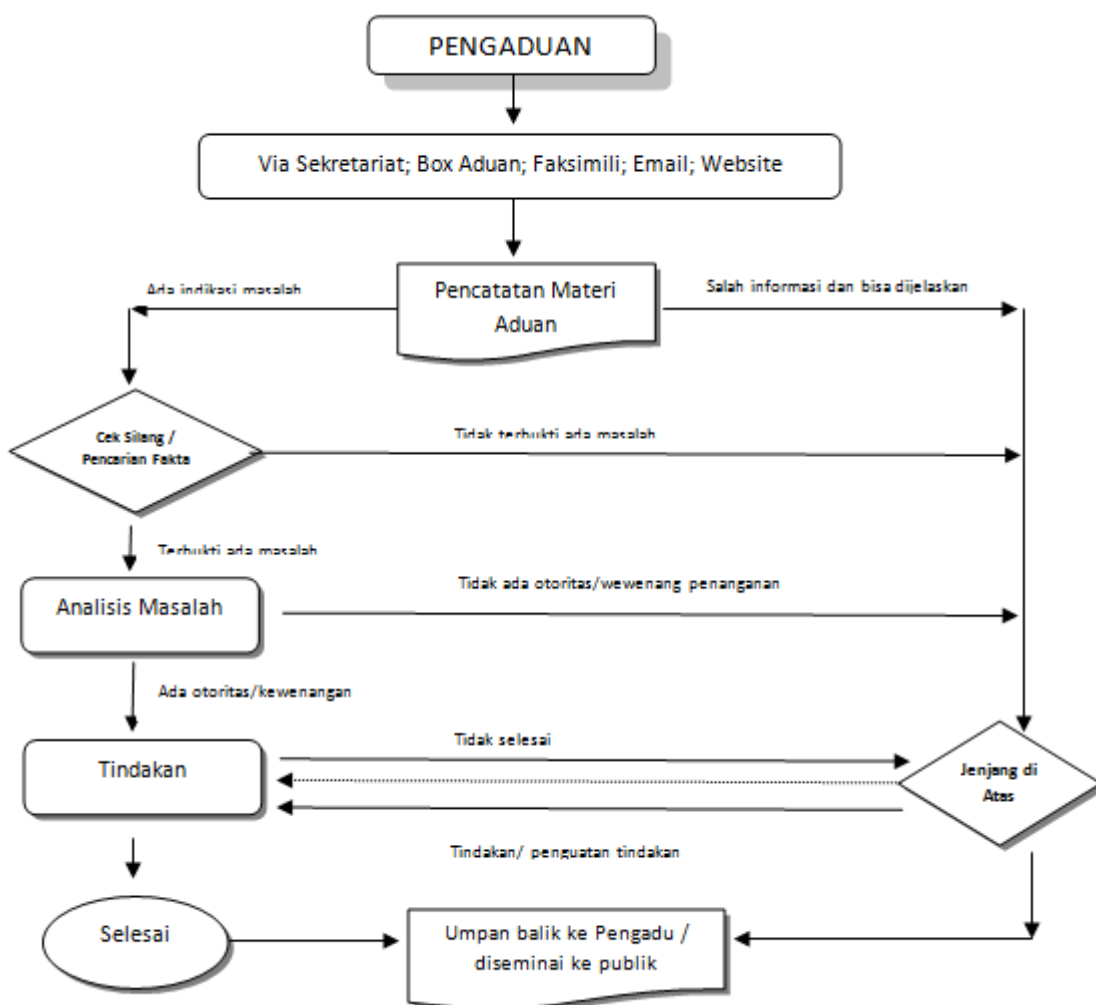 PENGADUAN
Via Sekretariat; Box Aduan; Faksimili; Email; Website
Ada indikasi masalah
Pencatatan Materi
Aduan
Salah informasi dan bisa dijelaskan
Cek Silang /
Pencarian Fakta
Tidak terbukti ada masalah
Terbukti ada masalah
Analisis Masalah
Tidak ada otoritas/wewenang penanganan
Ada otoritas/kewenangan
Tindakan
Tidak selesai
Jenjang di
Atas
Tindakan/ penguatan tindakan
Selesai
Umpan balik ke Pengadu /
diseminai ke publik